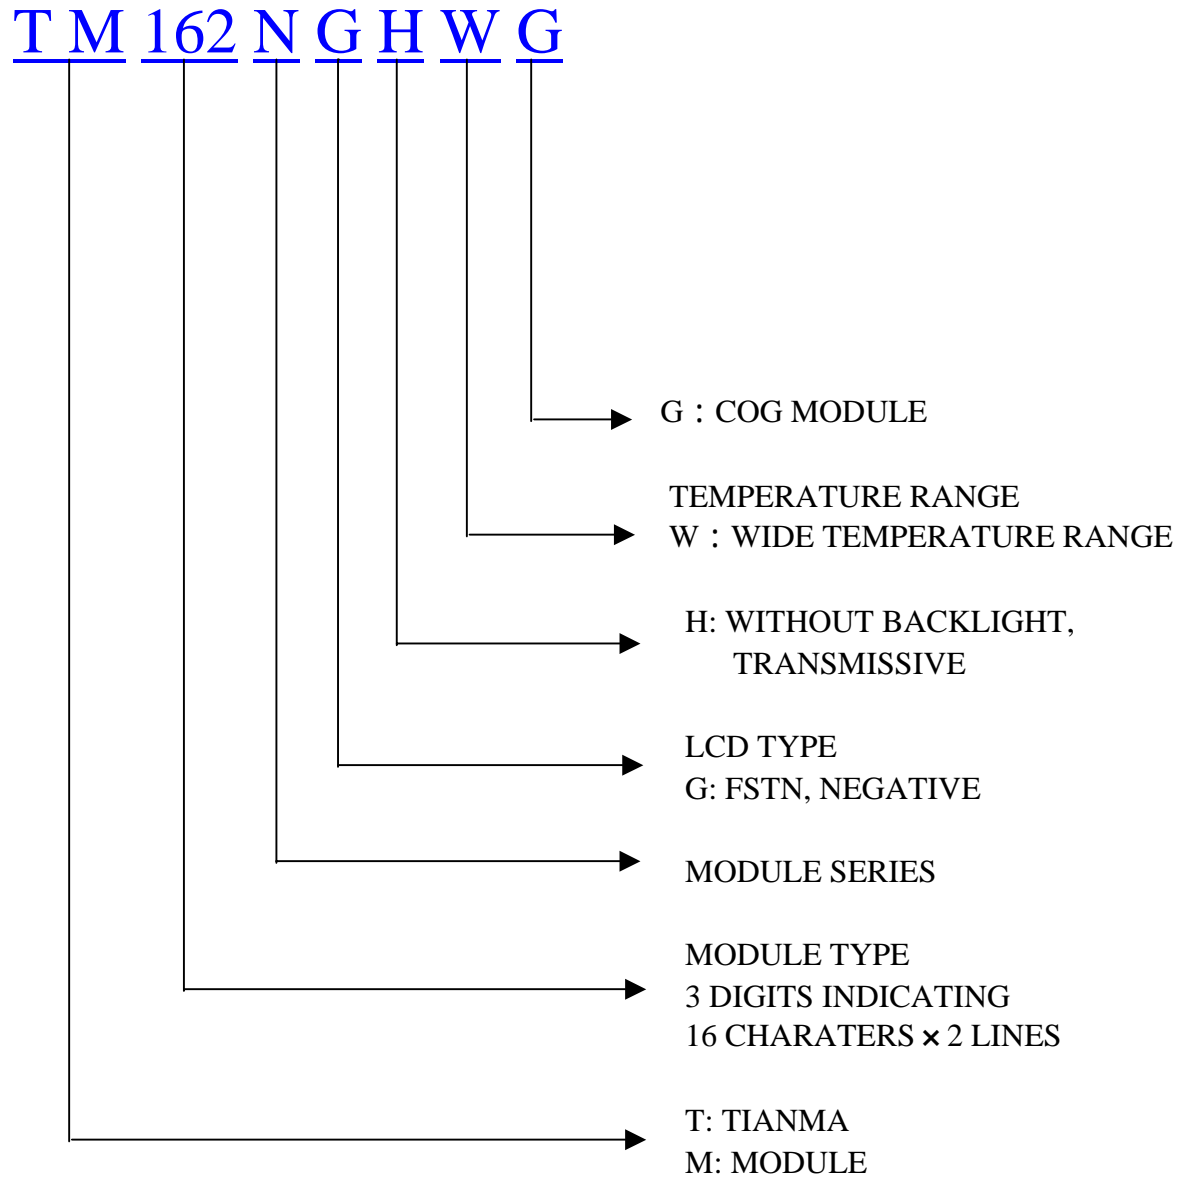 T M 162 N G H W G
G：COG MODULE
TEMPERATURE RANGE
W：WIDE TEMPERATURE RANGE
H: WITHOUT BACKLIGHT,
TRANSMISSIVE
LCD TYPE
G: FSTN, NEGATIVE
MODULE SERIES
MODULE TYPE
3 DIGITS INDICATING
16 CHARATERS × 2 LINES
T: TIANMA
M: MODULE